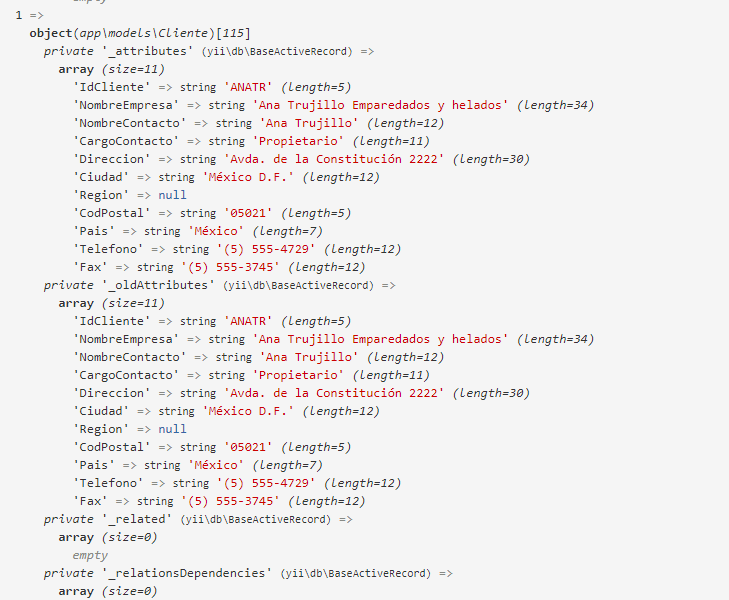 empty
1 =>
object(app\models\Cliente)[115]
private '_attributes' (yii\db\BaseActiveRecord) =>
array (size=11)
'IdCliente' => string 'ANATR' (length=5)
'NombreEmpresa' => string 'Ana Trujillo Emparedados y helados' (length=34)
'NombreContacto' => string 'Ana Trujillo' (length=12)
'CargoContacto' => string 'Propietario' (length=11)
'Direccion' => string 'Avda. de la Constitución 2222' (length=30)
'Ciudad' => string 'México D.F.' (length=12)
'Region' => null
'CodPostal' => string '05021' (length=5)
'Pais' => string 'México' (length=7)
'Telefono' => string '(5) 555-4729' (length=12)
'Fax' => string '(5) 555-3745' (length=12)
private '_oldAttributes' (yii\db\BaseActiveRecord) =>
array (size=11)
'IdCliente' => string 'ANATR' (length=5)
'NombreEmpresa' => string 'Ana Trujillo Emparedados y helados' (length=34)
'NombreContacto' => string 'Ana Trujillo' (length=12)
'CargoContacto' => string 'Propietario' (length=11)
'Direccion' => string 'Avda. de la Constitución 2222' (length=30)
'Ciudad' => string 'México D.F.' (length=12)
'Region' => null
'CodPostal' => string '05021' (length=5)
'Pais' => string 'México' (length=7)
'Telefono' => string '(5) 555-4729' (length=12)
'Fax' => string '(5) 555-3745' (length=12)
private '_related' (yii\db\BaseActiveRecord) =>
array (size=0)
empty
private '_relationsDependencies' (yii\db\BaseActiveRecord) =>
array (size=0)